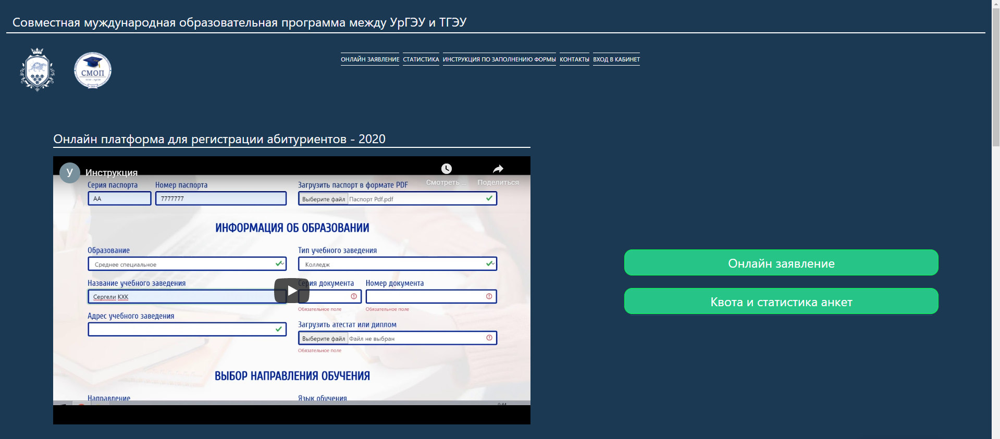 Совместная муждународная образовательная программа между УрГЭУ и ТГЭУ
СМОП
ОНЛАЙН ЗАЯВЛЕНИЕ СТАТИСТИКА ИНСТРУКЦИЯ ПО ЗАПОЛНЕНИЮ ФОРМЫ КОНТАКТЫ ВХОД В КАБИНЕТ
Онлайн платформа для регистрации абитуриентов - 2020
У Инструкция
Смотреть ... Поделиться
Серия паспорта Номер паспорта Загрузить паспорт в формате PDF
АА 7777777 Выберите файл Паспорт Pdf.pdf
ИНФОРМАЦИЯ ОБ ОБРАЗОВАНИИ
Образование Тип учебного заведения
Среднее специальное Колледж
Название учебного заведения Серия документа Номер документа
Сергели КХК
Обязательное поле Обязательное поле
Адрес учебного заведения Загрузить атестат или диплом
Выберите файл Файл не выбран
Обязательное поле
ВЫБОР НАПРАВЛЕНИЯ ОБУЧЕНИЯ
Направление Язык обучения
Онлайн заявление
Квота и статистика анкет